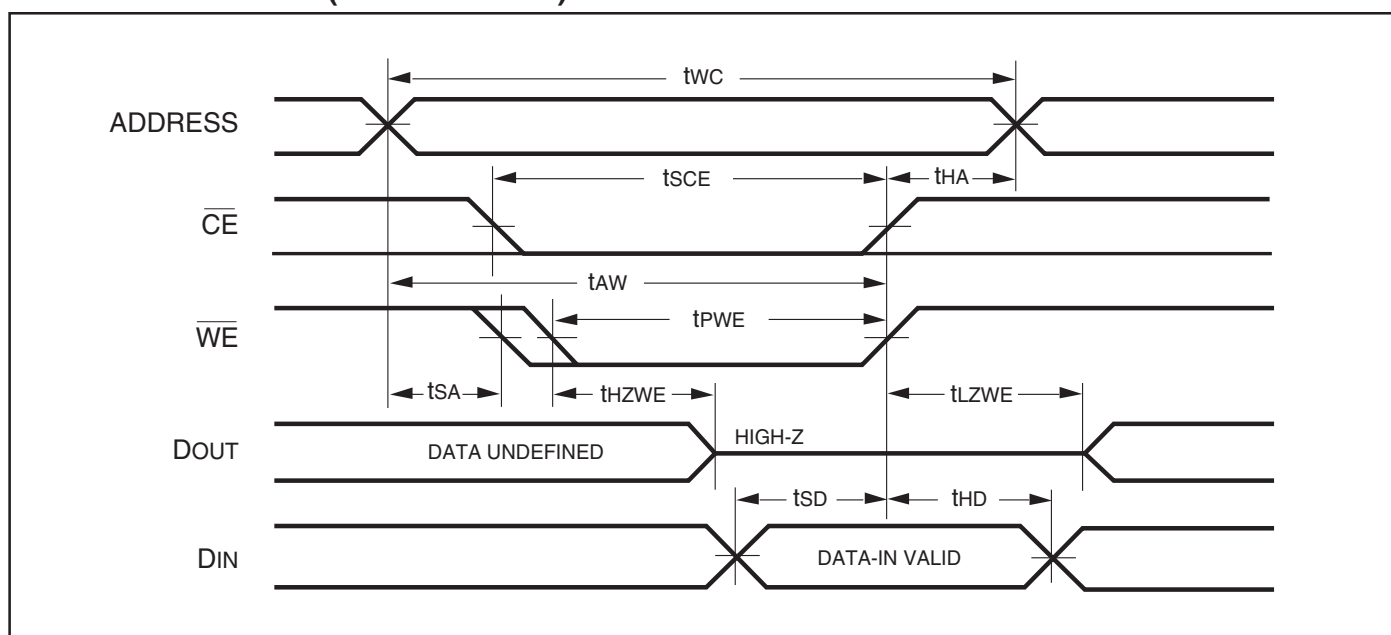 tWC
ADDRESS
tSCE
tHA
CE
tAW
tPWE
WE
tSA
tHZWE
tLZWE
DOUT
DATA UNDEFINED
HIGH-Z
tSD
tHD
DIN
DATA-IN VALID